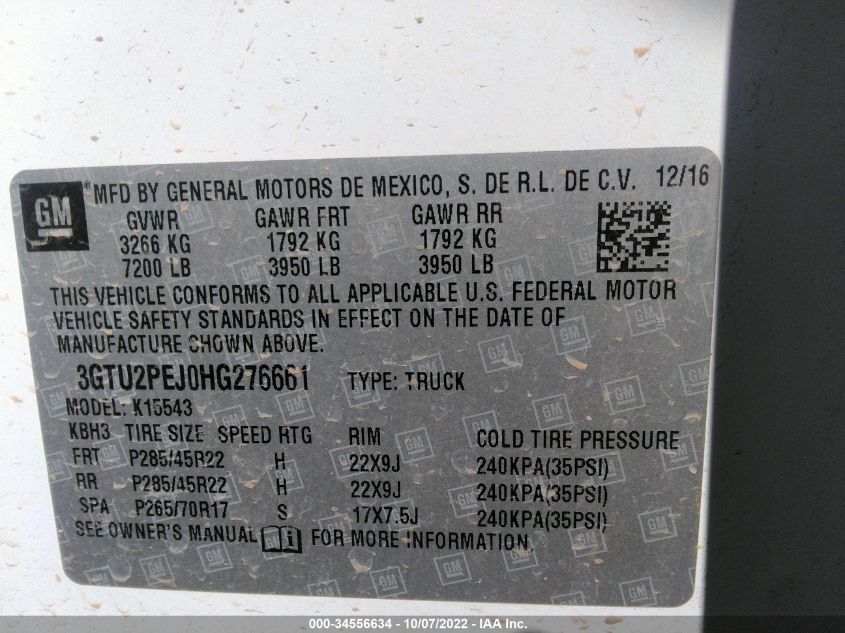 GM ® MFD BY GENERAL MOTORS DE MEXICO, S. DE R.L. DE C.V. 12/16
GVWR GAWR FRT GAWR RR
3266 KG 1792 KG 1792 KG
7200 LB 3950 LB 3950 LB
THIS VEHICLE CONFORMS TO ALL APPLICABLE U.S. FEDERAL MOTOR
VEHICLE SAFETY STANDARDS IN EFFECT ON THE DATE OF
MANUFACTURE SHOWN ABOVE.
3GTU2PEJ0HG276661 TYPE: TRUCK
MODEL: K15543
KBH3 TIRE SIZE SPEED RTG RIM COLD TIRE PRESSURE
FRT P285/45R22 H 22X9J 240KPA(35PSI)
RR P285/45R22 H 22X9J 240KPA(35PSI)
SPA P265/70R17 S 17X7.5J 240KPA(35PSI)
SEE OWNER'S MANUAL FOR MORE INFORMATION.
000-34556634 - 10/07/2022 - IAA Inc.